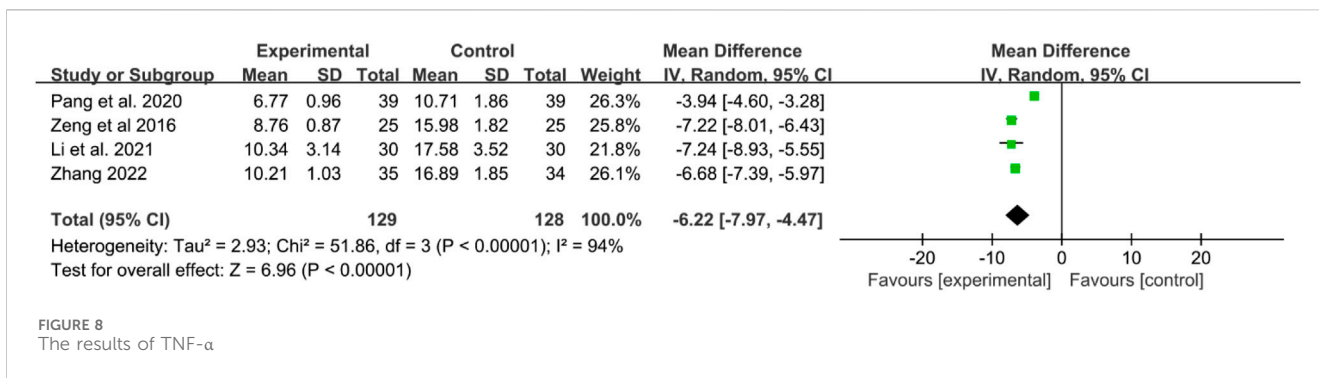 Experimental Control Mean Difference Mean Difference
Study or Subgroup Mean SD Total Mean SD Total Weight IV, Random, 95% CI IV, Random, 95% CI
Pang et al. 2020 6.77 0.96 39 10.71 1.86 39 26.3% -3.94 [-4.60, -3.28]
Zeng et al 2016 8.76 0.87 25 15.98 1.82 25 25.8% -7.22 [-8.01, -6.43]
Li et al. 2021 10.34 3.14 30 17.58 3.52 30 21.8% -7.24 [-8.93, -5.55]
Zhang 2022 10.21 1.03 35 16.89 1.85 34 26.1% -6.68 [-7.39, -5.97]
Total (95% CI) 129 128 100.0% -6.22 [-7.97, -4.47]
Heterogeneity: Tau² = 2.93; Chi² = 51.86, df = 3 (P < 0.00001); I² = 94%
Test for overall effect: Z = 6.96 (P < 0.00001)
-20 -10 0 10 20
Favours [experimental] Favours [control]
FIGURE 8
The results of TNF-α